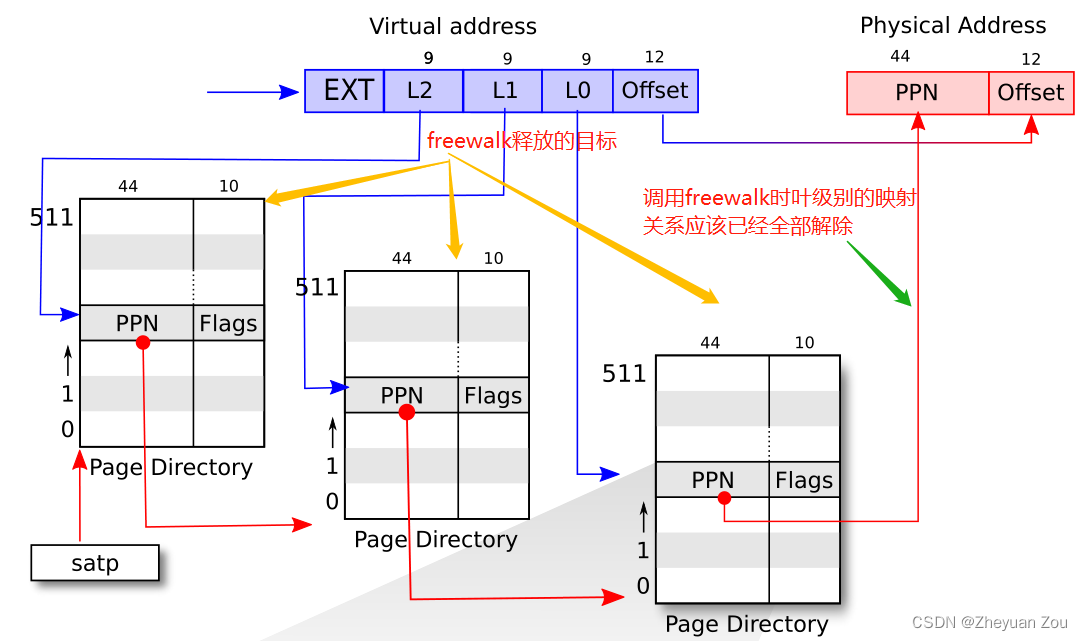 Virtual address
Physical Address
9 9 9 12
44 12
EXT L2 L1 L0 Offset
PPN Offset
freewalk释放的目标
调用freewalk时叶级别的映射
关系应该已经全部解除
44 10
511
PPN Flags
1
0
Page Directory
satp
44 10
511
PPN Flags
1
0
Page Directory
44 10
511
PPN Flags
1
0
Page Directory
CSDN @Zheyuan Zou